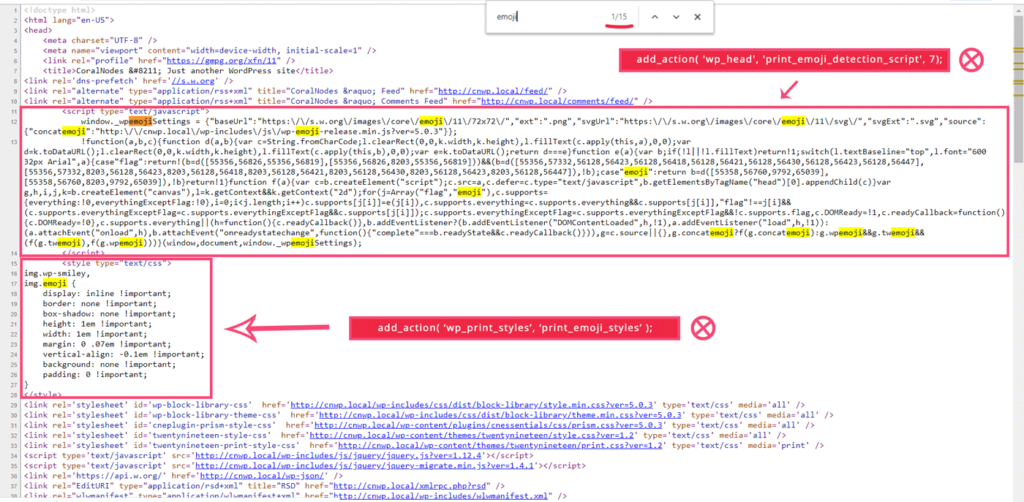 emoji 1/15
1 <!doctype html>
2 <html lang="en-US">
3 <head>
4 <meta charset="UTF-8" />
5 <meta name="viewport" content="width=device-width, initial-scale=1" />
6 <link rel="profile" href="https://gmpg.org/xfn/11" />
7 <title>CoralNodes &#8211; Just another WordPress site</title>
add_action( 'wp_head', 'print_emoji_detection_script', 7);
8 <link rel='dns-prefetch' href='//s.w.org' />
9 <link rel="alternate" type="application/rss+xml" title="CoralNodes &raquo; Feed" href="http://cnwp.local/feed/" />
10 <link rel="alternate" type="application/rss+xml" title="CoralNodes &raquo; Comments Feed" href="http://cnwp.local/comments/feed/" />
11 <script type="text/javascript">
12 window._wpemojiSettings = {"baseUrl":"https:\/\/s.w.org\/images\/core\/emoji\/11\/72x72\/","ext":".png","svgUrl":"https:\/\/s.w.org\/images\/core\/emoji\/11\/svg\/","svgExt":".svg","source":
{"concatemoji":"http:\/\/cnwp.local\/wp-includes\/js\/wp-emoji-release.min.js?ver=5.0.3"}};
13 !function(a,b,c){function d(a,b){var c=String.fromCharCode;l.clearRect(0,0,k.width,k.height),l.fillText(c.apply(this,a),0,0);var
d=k.toDataURL();l.clearRect(0,0,k.width,k.height),l.fillText(c.apply(this,b),0,0);var e=k.toDataURL();return d===e}function e(a){var b;if(!l||!l.fillText)return!1;switch(l.textBaseline="top",l.font="600
32px Arial",a){case"flag":return!(b=d([55356,56826,55356,56819],[55356,56826,8203,55356,56819]))&&(b=d([55356,57332,56128,56423,56128,56418,56128,56421,56128,56430,56128,56423,56128,56447],
[55356,57332,8203,56128,56423,8203,56128,56418,8203,56128,56421,8203,56128,56430,8203,56128,56423,8203,56128,56447]),!b);case"emoji":return b=d([55358,56760,9792,65039],
[55358,56760,8203,9792,65039]),!b}return!1}function f(a){var c=b.createElement("script");c.src=a,c.defer=c.type="text/javascript",b.getElementsByTagName("head")[0].appendChild(c)}var
g,h,i,j,k=b.createElement("canvas"),l=k.getContext&&k.getContext("2d");for(j=Array("flag","emoji"),c.supports=
{everything:!0,everythingExceptFlag:!0},i=0;i<j.length;i++)c.supports[j[i]]=e(j[i]),c.supports.everything=c.supports.everything&&c.supports[j[i]],"flag"!==j[i]&&
(c.supports.everythingExceptFlag=c.supports.everythingExceptFlag&&c.supports[j[i]]);c.supports.everythingExceptFlag=c.supports.everythingExceptFlag&&!c.supports.flag,c.DOMReady=!1,c.readyCallback=function()
{c.DOMReady=!0},c.supports.everything||(h=function(){c.readyCallback()},b.addEventListener?(b.addEventListener("DOMContentLoaded",h,!1),a.addEventListener("load",h,!1)):
(a.attachEvent("onload",h),b.attachEvent("onreadystatechange",function(){"complete"===b.readyState&&c.readyCallback()})),g=c.source||{},g.concatemoji?f(g.concatemoji):g.wpemoji&&g.twemoji&&
(f(g.twemoji),f(g.wpemoji)))}(window,document,window._wpemojiSettings);
14 </script>
15 <style type="text/css">
16 img.wp-smiley,
17 img.emoji {
18 display: inline !important;
19 border: none !important;
20 box-shadow: none !important;
21 height: 1em !important;
22 width: 1em !important;
23 margin: 0 .07em !important;
24 vertical-align: -0.1em !important;
25 background: none !important;
26 padding: 0 !important;
27 }
28 </style>
add_action( 'wp_print_styles', 'print_emoji_styles' );
29 <link rel='stylesheet' id='wp-block-library-css' href='http://cnwp.local/wp-includes/css/dist/block-library/style.min.css?ver=5.0.3' type='text/css' media='all' />
30 <link rel='stylesheet' id='wp-block-library-theme-css' href='http://cnwp.local/wp-includes/css/dist/block-library/theme.min.css?ver=5.0.3' type='text/css' media='all' />
31 <link rel='stylesheet' id='cneplugin-prism-style-css' href='http://cnwp.local/wp-content/plugins/cnessentials/css/prism.css?ver=5.0.3' type='text/css' media='all' />
32 <link rel='stylesheet' id='twentynineteen-style-css' href='http://cnwp.local/wp-content/themes/twentynineteen/style.css?ver=1.2' type='text/css' media='all' />
33 <link rel='stylesheet' id='twentynineteen-print-style-css' href='http://cnwp.local/wp-content/themes/twentynineteen/print.css?ver=1.2' type='text/css' media='print' />
34 <script type='text/javascript' src='http://cnwp.local/wp-includes/js/jquery/jquery.js?ver=1.12.4'></script>
35 <script type='text/javascript' src='http://cnwp.local/wp-includes/js/jquery/jquery-migrate.min.js?ver=1.4.1'></script>
36 <link rel='https://api.w.org/' href='http://cnwp.local/wp-json/' />
37 <link rel="EditURI" type="application/rsd+xml" title="RSD" href="http://cnwp.local/xmlrpc.php?rsd" />
38 <link rel="wlwmanifest" type="application/wlwmanifest+xml" href="http://cnwp.local/wp-includes/wlwmanifest.xml" />